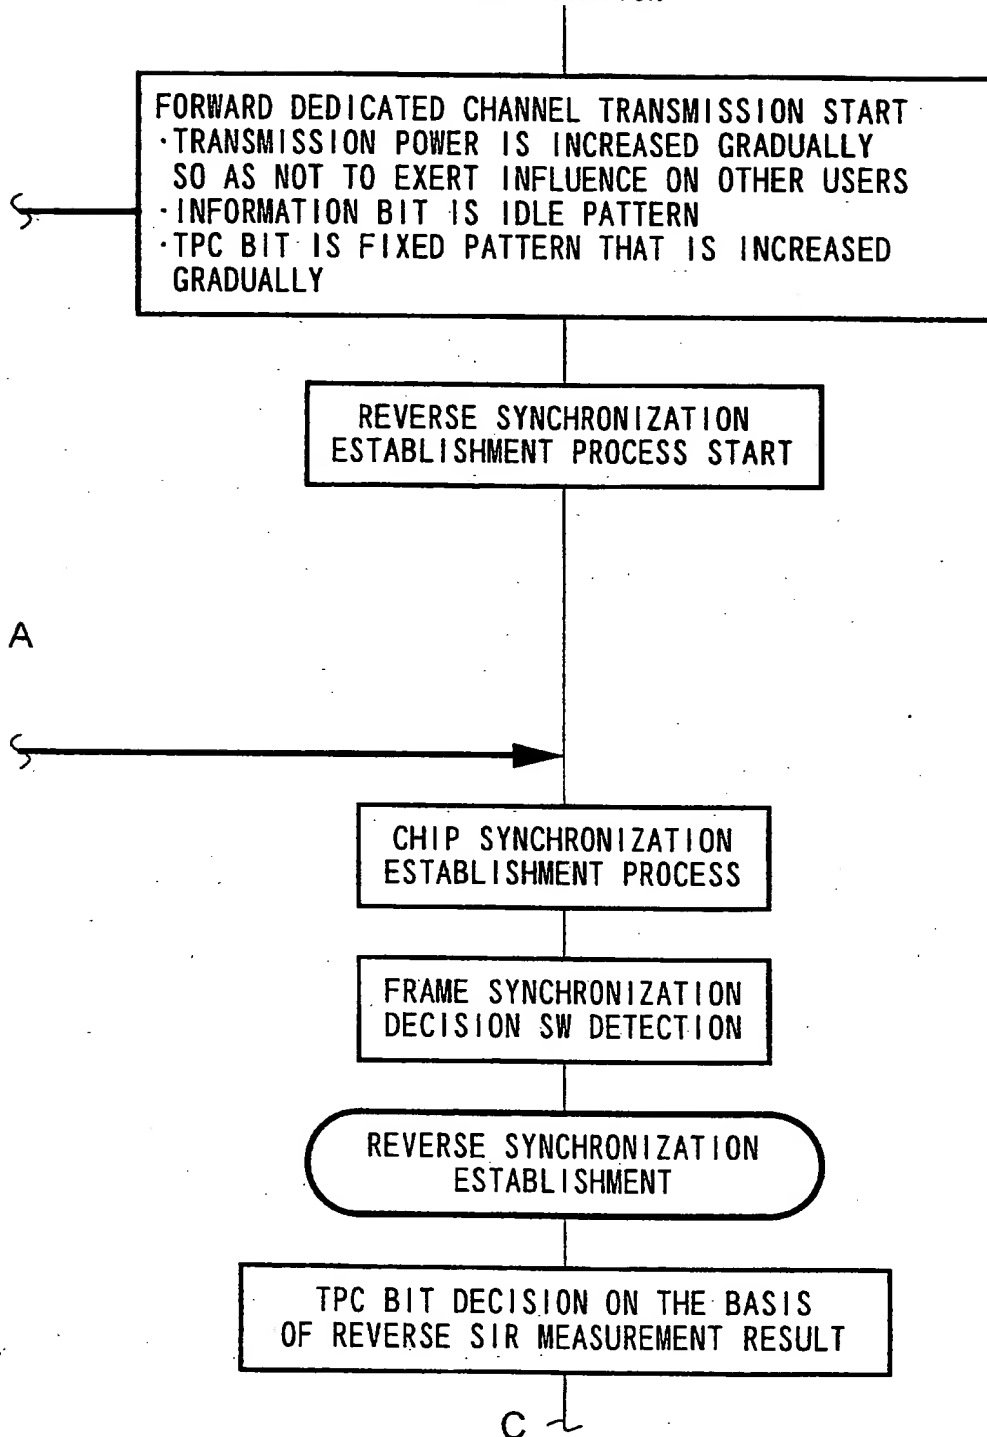 FORWARD DEDICATED CHANNEL TRANSMISSION START
·TRANSMISSION POWER IS INCREASED GRADUALLY
SO AS NOT TO EXERT INFLUENCE ON OTHER USERS
·INFORMATION BIT IS IDLE PATTERN
·TPC BIT IS FIXED PATTERN THAT IS INCREASED
GRADUALLY
REVERSE SYNCHRONIZATION
ESTABLISHMENT PROCESS START
A
CHIP SYNCHRONIZATION
ESTABLISHMENT PROCESS
FRAME SYNCHRONIZATION
DECISION SW DETECTION
REVERSE SYNCHRONIZATION
ESTABLISHMENT
TPC BIT DECISION ON THE BASIS
OF REVERSE SIR MEASUREMENT RESULT
C